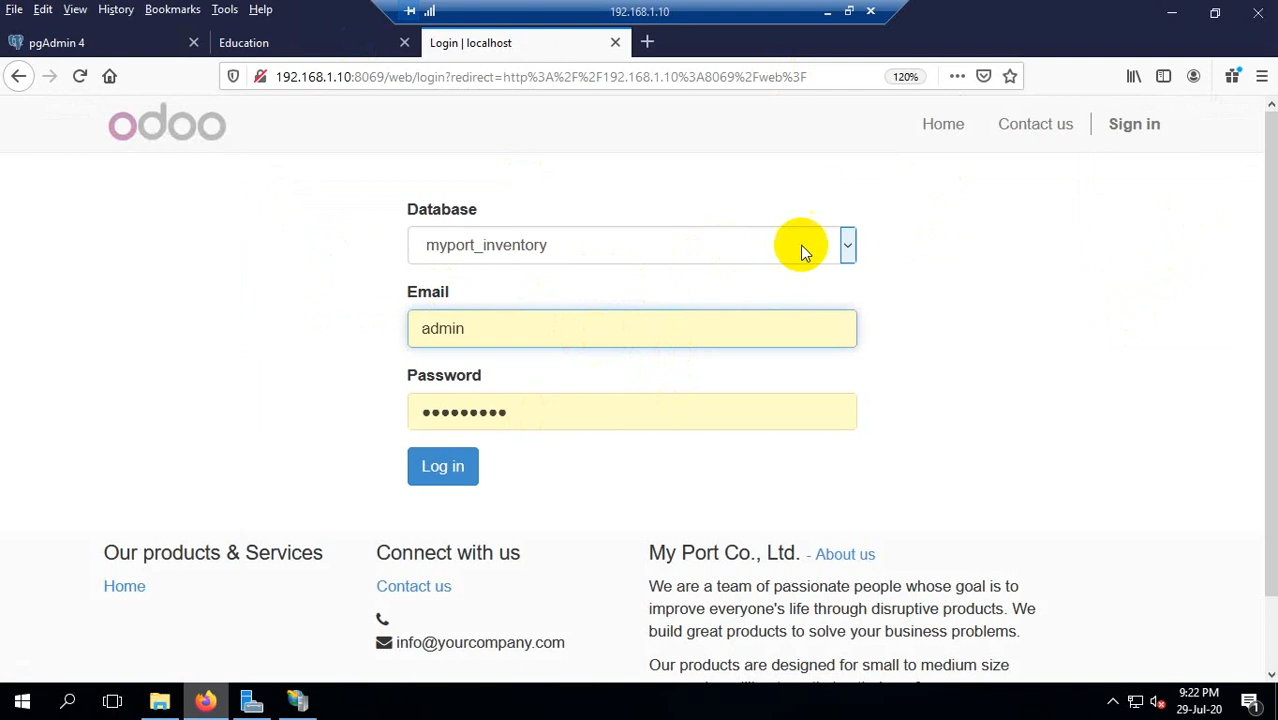 File Edit View History Bookmarks Tools Help
192.168.1.10
pgAdmin 4
Education
Login | localhost
192.168.1.10:8069/web/login?redirect=http%3A%2F%2F192.168.1.10%3A8069%2Fweb%3F
120%
odoo
Home
Contact us
Sign in
Database
myport_inventory
Email
admin
Password
•••••••••
Log in
Our products & Services
Home
Connect with us
Contact us
info@yourcompany.com
My Port Co., Ltd. - About us
We are a team of passionate people whose goal is to
improve everyone's life through disruptive products. We
build great products to solve your business problems.
Our products are designed for small to medium size
9:22 PM
29-Jul-20
1